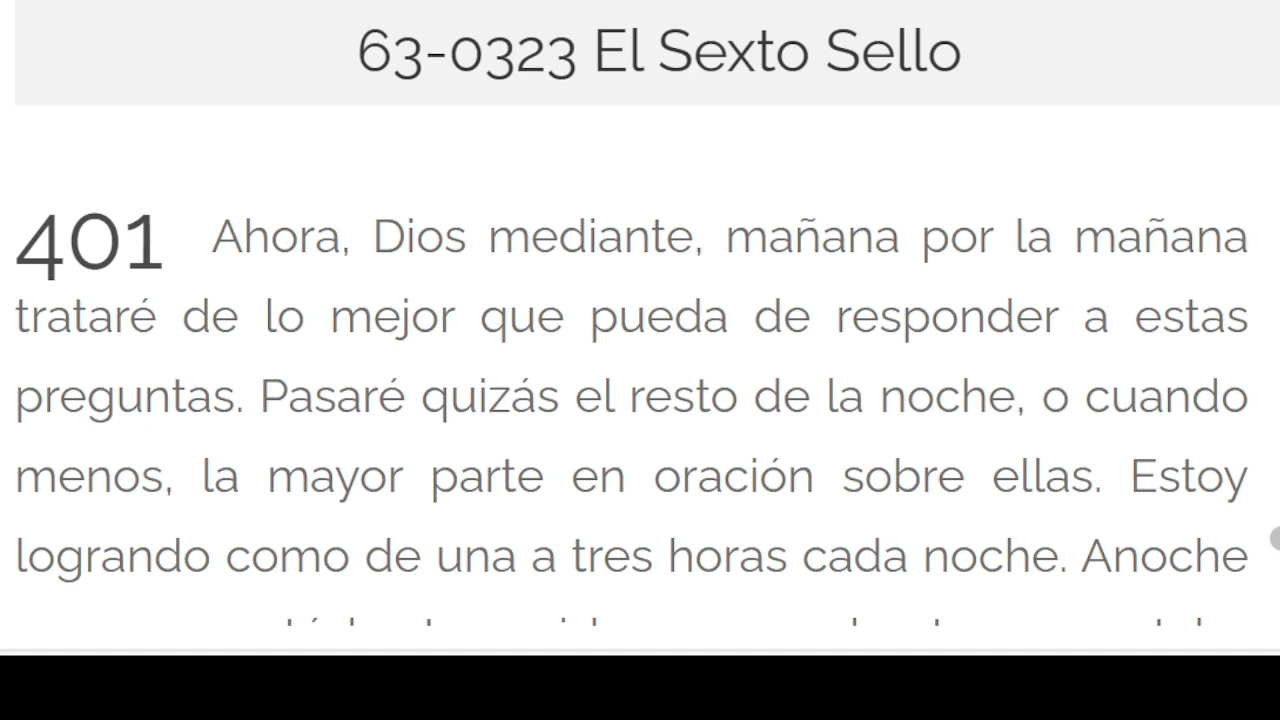 63-0323 El Sexto Sello
401 Ahora, Dios mediante, mañana por la mañana
trataré de lo mejor que pueda de responder a estas
preguntas. Pasaré quizás el resto de la noche, o cuando
menos, la mayor parte en oración sobre ellas. Estoy
logrando como de una a tres horas cada noche. Anoche